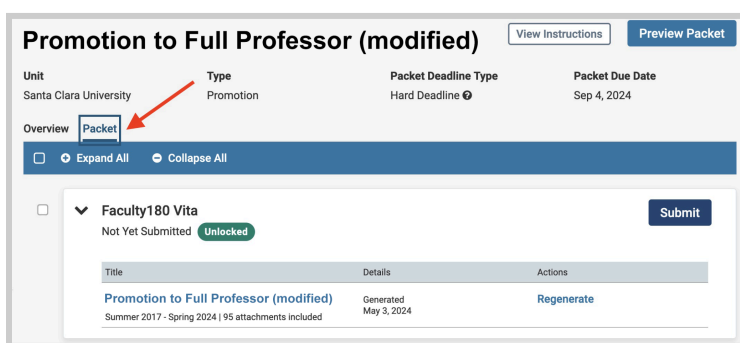 Promotion to Full Professor (modified)
View Instructions
Preview Packet
Unit
Type
Packet Deadline Type
Packet Due Date
Santa Clara University
Promotion
Hard Deadline
Sep 4, 2024
Overview
Packet
Expand All
Collapse All
Faculty180 Vita
Submit
Not Yet Submitted
Unlocked
Title
Details
Actions
Promotion to Full Professor (modified)
Generated
May 3, 2024
Regenerate
Summer 2017 - Spring 2024 | 95 attachments included